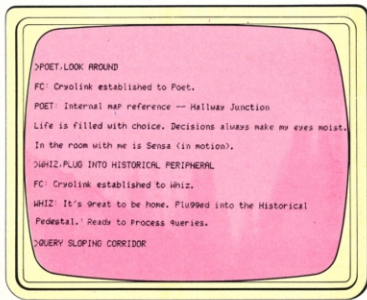 >POET,LOOK AROUND
FC: Cryolink established to Poet.
POET: Internal map reference -- Hallway Junction
Life is filled with choice. Decisions always make my eyes moist.
In the room with me is Sensa (in motion).
>WHIZ,PLUG INTO HISTORICAL PERIPHERAL
FC: Cryolink established to Whiz.
WHIZ: It's great to be home. Plugged into the Historical
Pedestal.' Ready to Process queries.
>QUERY SLOPING CORRIDOR